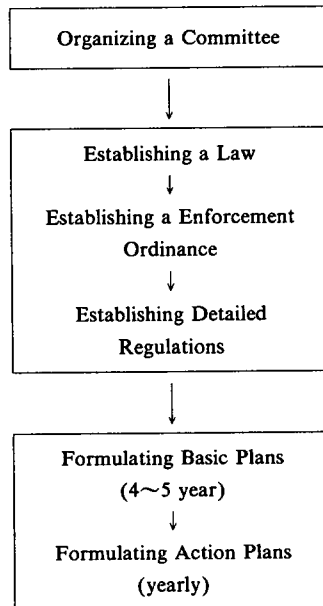 Organizing a Committee
↓
Establishing a Law
↓
Establishing a Enforcement
Ordinance
↓
Establishing Detailed
Regulations
↓
Formulating Basic Plans
(4~5 year)
↓
Formulating Action Plans
(yearly)